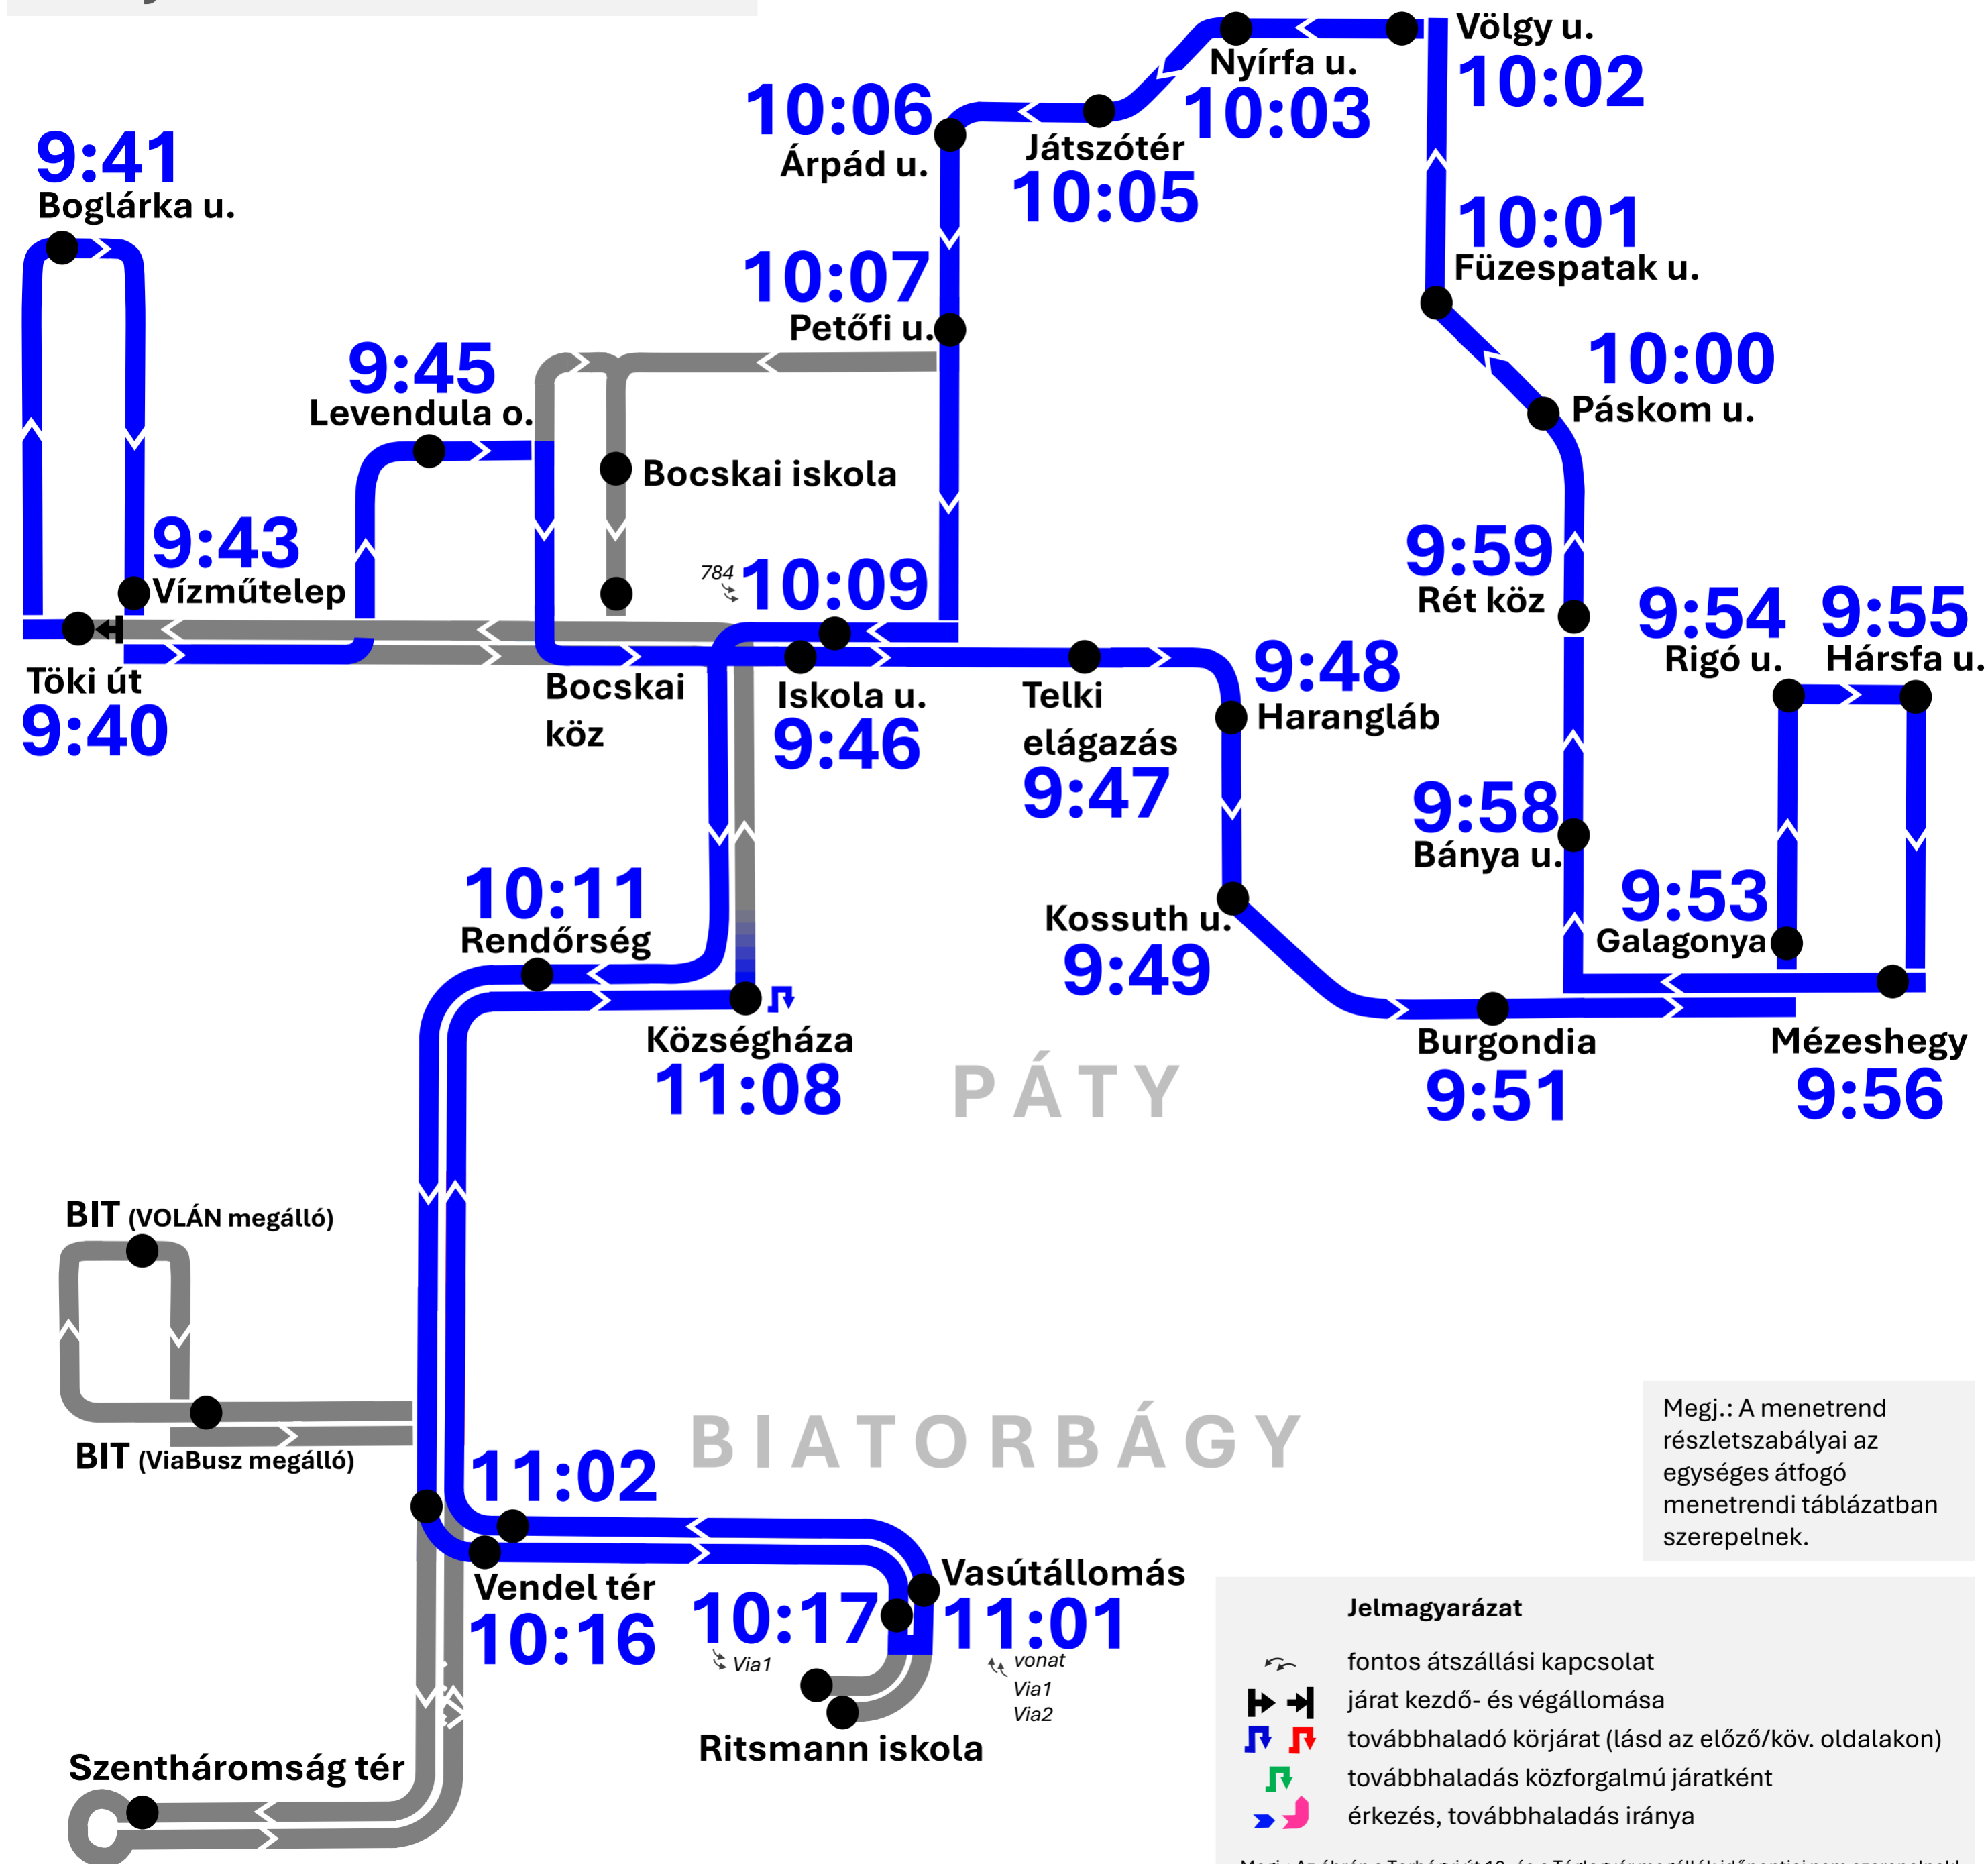 Völgy u.
10:02
Nyírfa u.
10:03
10:06
Árpád u.
Játszótér
10:05
9:41
Boglárka u.
10:01
Füzespatak u.
10:07
Petőfi u.
10:00
Páskom u.
9:45
Levendula o.
Bocskai iskola
9:43
Vízműtelep
784
10:09
9:59
Rét köz
9:54
Rigó u.
9:55
Hársfa u.
Töki út
9:40
Bocskai
köz
Iskola u.
9:46
Telki
elágazás
9:47
9:48
Harangláb
9:58
Bánya u.
10:11
Rendőrség
Kossuth u.
9:49
9:53
Galagonya
Községháza
11:08
PÁTY
Burgondia
9:51
Mézeshegy
9:56
BIT (VOLÁN megálló)
BIT (ViaBusz megálló)
BIATORBÁGY
11:02
Vendel tér
10:16
10:17
Via1
Vasútállomás
11:01
vonat
Via1
Via2
Ritsmann iskola
Szentháromság tér
Megj.: A menetrend
részletszabályai az
egységes átfogó
menetrendi táblázatban
szerepelnek.
Jelmagyarázat
fontos átszállási kapcsolat
járat kezdő- és végállomása
továbbhaladó körjárat (lásd az előző/köv. oldalakon)
továbbhaladás közforgalmú járatként
érkezés, továbbhaladás iránya